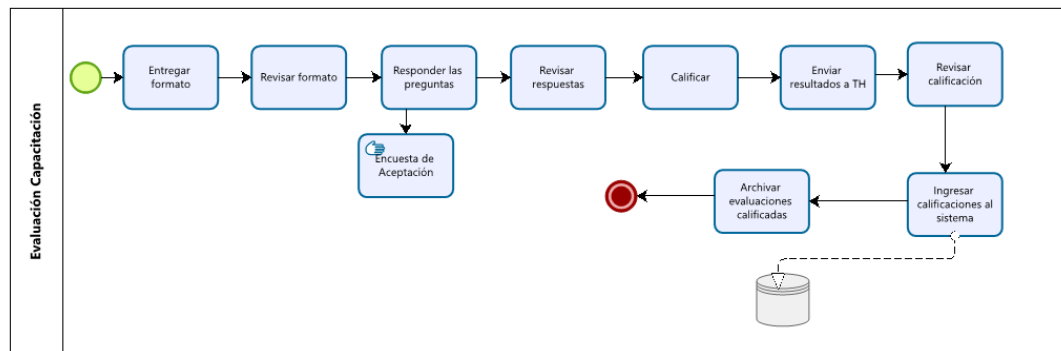 Evaluación Capacitación
Entregar
formato
Revisar formato
Responder las
preguntas
Revisar
respuestas
Calificar
Enviar
resultados a TH
Revisar
calificación
Encuesta de
Aceptación
Archivar
evaluaciones
calificadas
Ingresar
calificaciones al
sistema